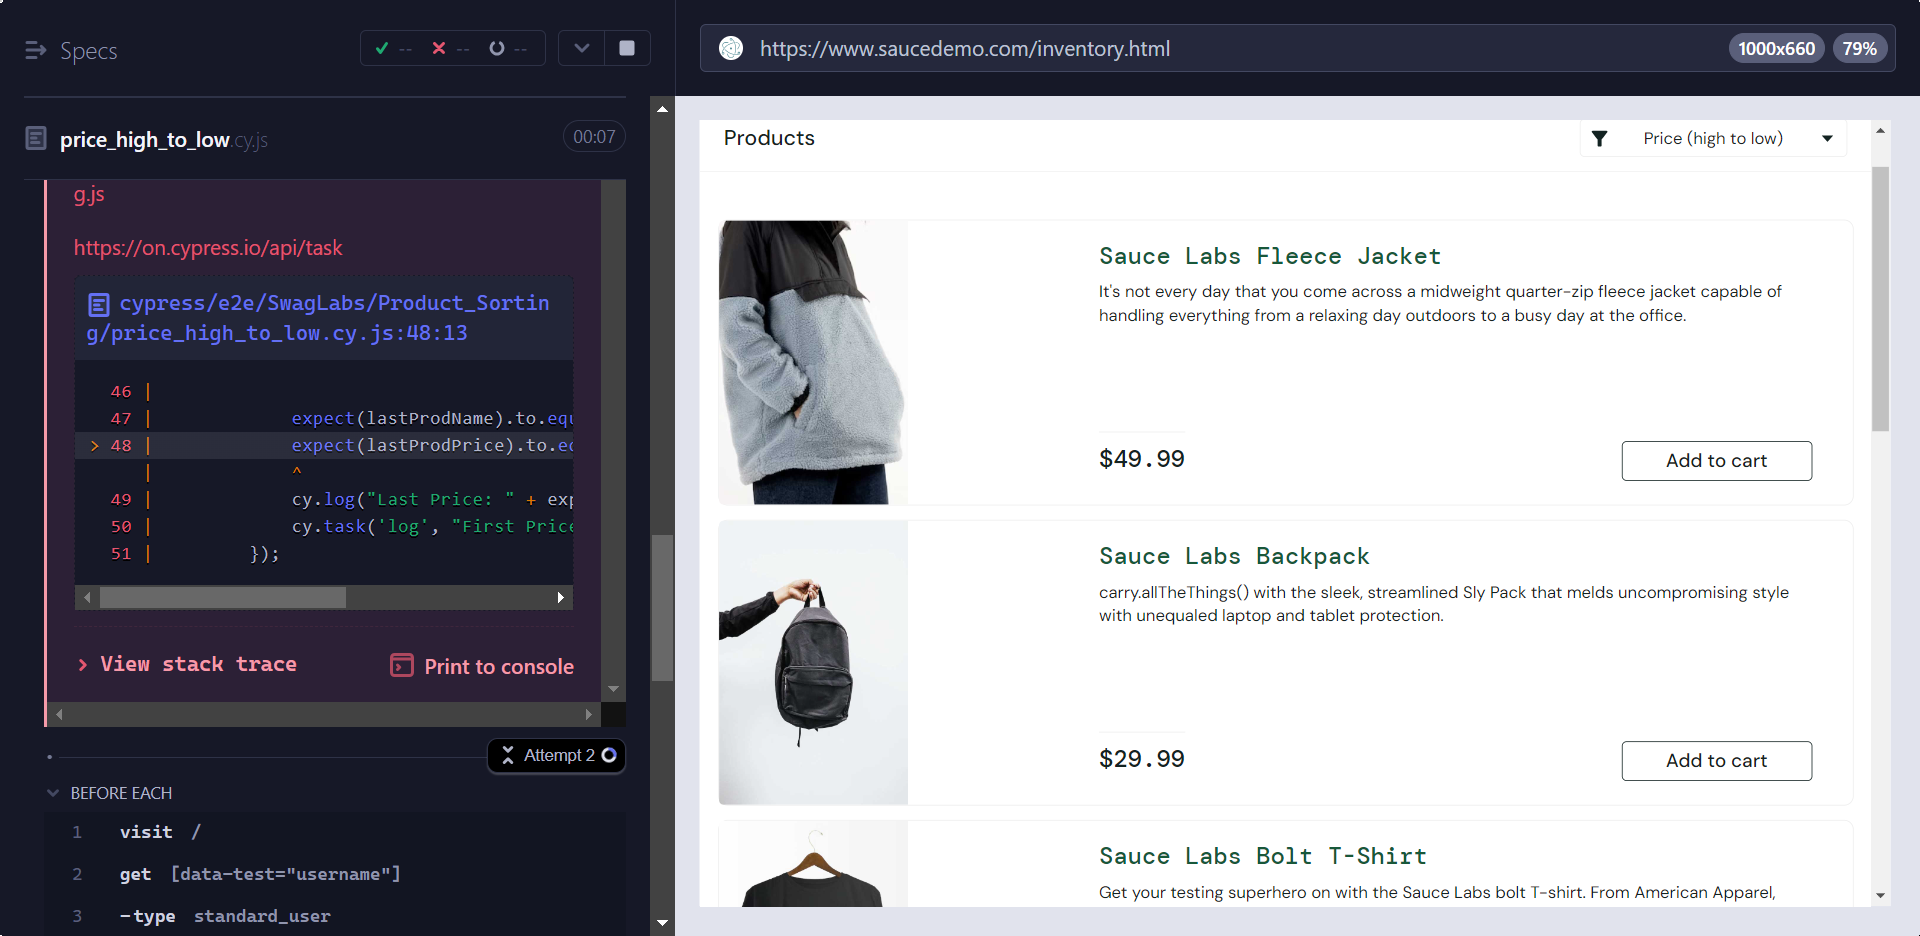 Specs
-- -- --
price_high_to_low.cy.js
00:07
g.js
https://on.cypress.io/api/task
cypress/e2e/SwagLabs/Product_Sortin
g/price_high_to_low.cy.js:48:13
46 |
47 | expect(lastProdName).to.equ
> 48 | expect(lastProdPrice).to.eq
| ^
49 | cy.log("Last Price: " + exp
50 | cy.task('log', "First Price
51 | });
> View stack trace
Print to console
Attempt 2
BEFORE EACH
1 visit /
2 get [data-test="username"]
3 -type standard_user
https://www.saucedemo.com/inventory.html
1000x660
79%
Products
Price (high to low)
Sauce Labs Fleece Jacket
It's not every day that you come across a midweight quarter-zip fleece jacket capable of
handling everything from a relaxing day outdoors to a busy day at the office.
$49.99
Add to cart
Sauce Labs Backpack
carry.allTheThings() with the sleek, streamlined Sly Pack that melds uncompromising style
with unequaled laptop and tablet protection.
$29.99
Add to cart
Sauce Labs Bolt T-Shirt
Get your testing superhero on with the Sauce Labs bolt T-shirt. From American Apparel,